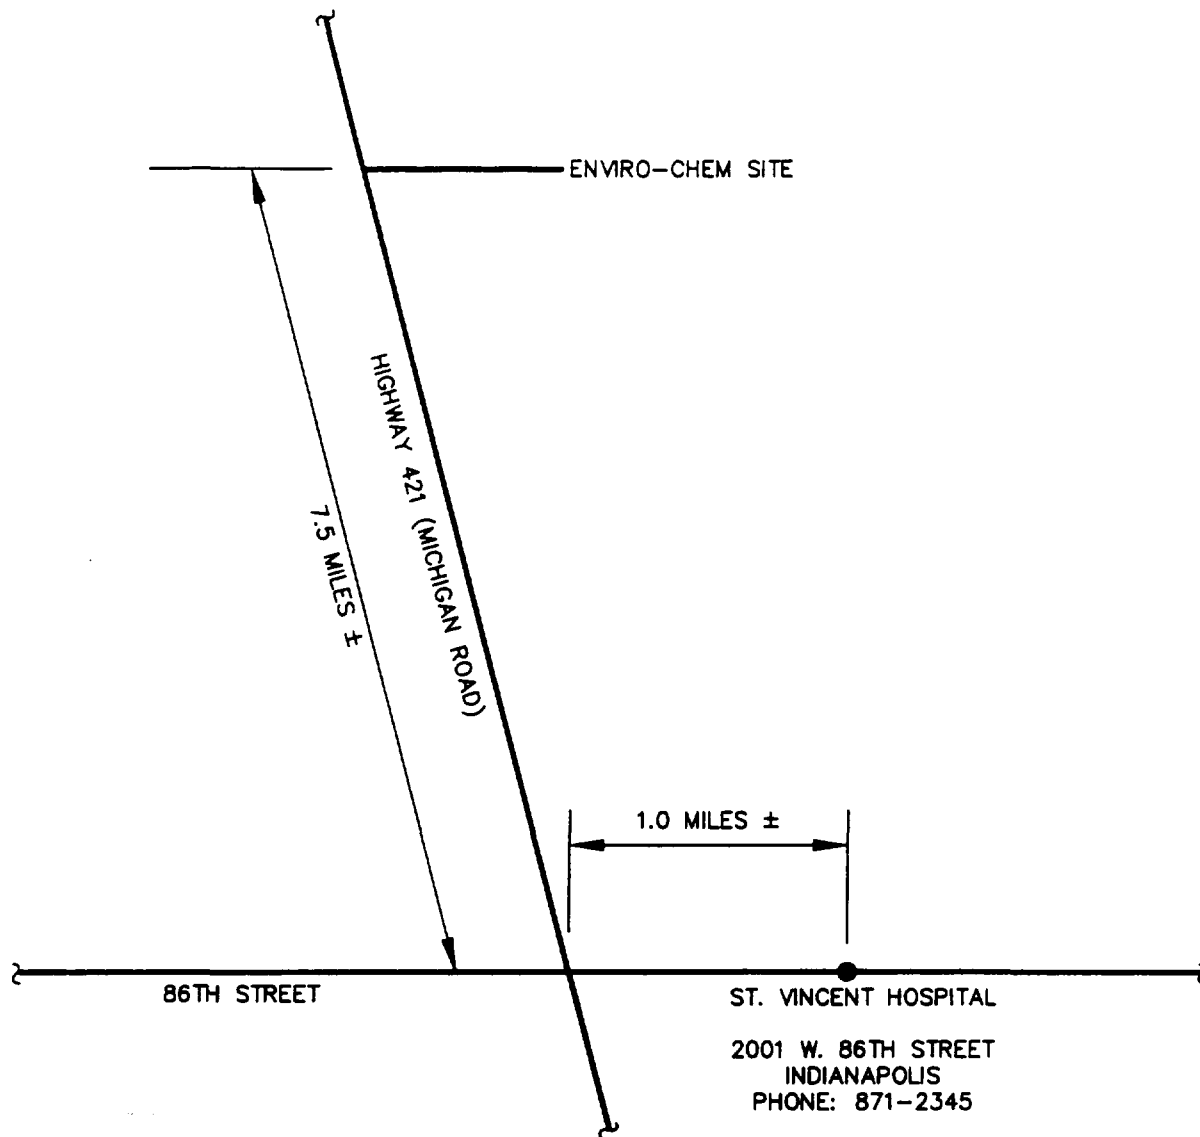 ENVIRO-CHEM SITE
HIGHWAY 421 (MICHIGAN ROAD)
7.5 MILES ±
1.0 MILES ±
86TH STREET
ST. VINCENT HOSPITAL
2001 W. 86TH STREET
INDIANAPOLIS
PHONE: 871-2345